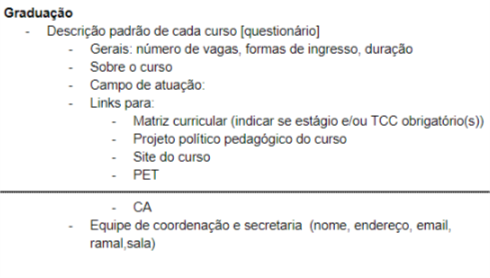 Graduação
- Descrição padrão de cada curso [questionário]
- Gerais: número de vagas, formas de ingresso, duração
- Sobre o curso
- Campo de atuação:
- Links para:
- Matriz curricular (indicar se estágio e/ou TCC obrigatório(s))
- Projeto político pedagógico do curso
- Site do curso
- PET
- CA
- Equipe de coordenação e secretaria (nome, endereço, email,
ramal,sala)